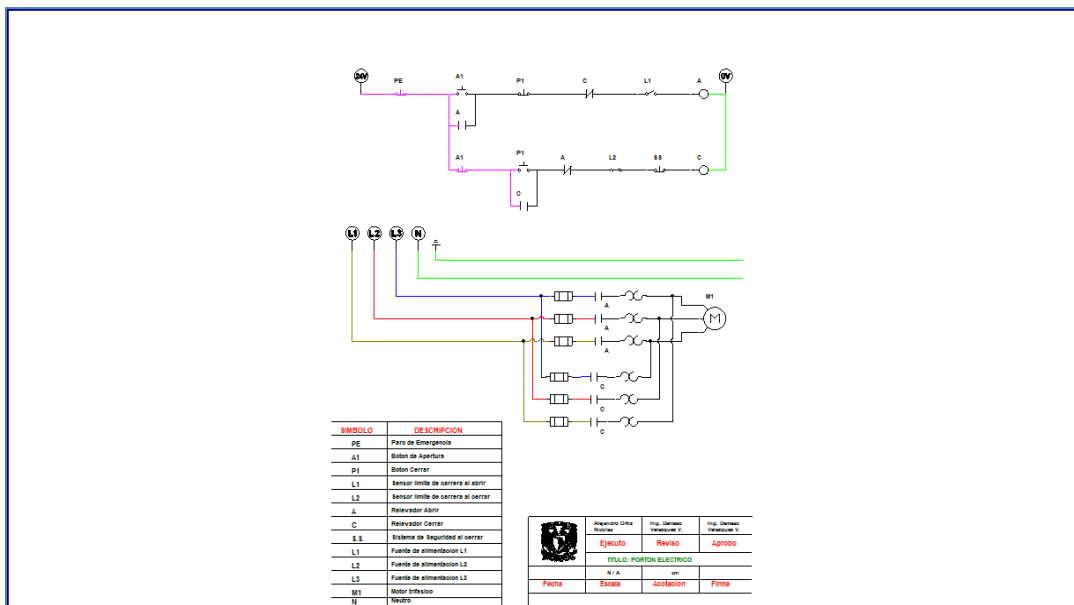 24V PE A1 P1 C L1 A 0V
A
A1 P1 A L2 S.S C
C
L1 L2 L3 N
M1
A
M
A
A
C
C
C
SIMBOLO DESCRIPCION
PE Paro de Emergencia
A1 Boton de Apertura
P1 Boton Cerrar
L1 Sensor limite de carrera al abrir
L2 Sensor limite de carrera al cerrar
A Relevador Abrir
C Relevador Cerrar
S.S. Sistema de Seguridad al cerrar
L1 Fuente de alimentacion L1
L2 Fuente de alimentacion L2
L3 Fuente de alimentacion L3
M1 Motor trifasico
N Neutro
Alejandro Ortiz Nicolas
Ing. Damaso Velasquez V.
Ing. Damaso Velasquez V.
Ejecuto Reviso Aprobo
TITULO: PORTON ELECTRICO
N / A cm
Fecha Escala Acotacion Firma